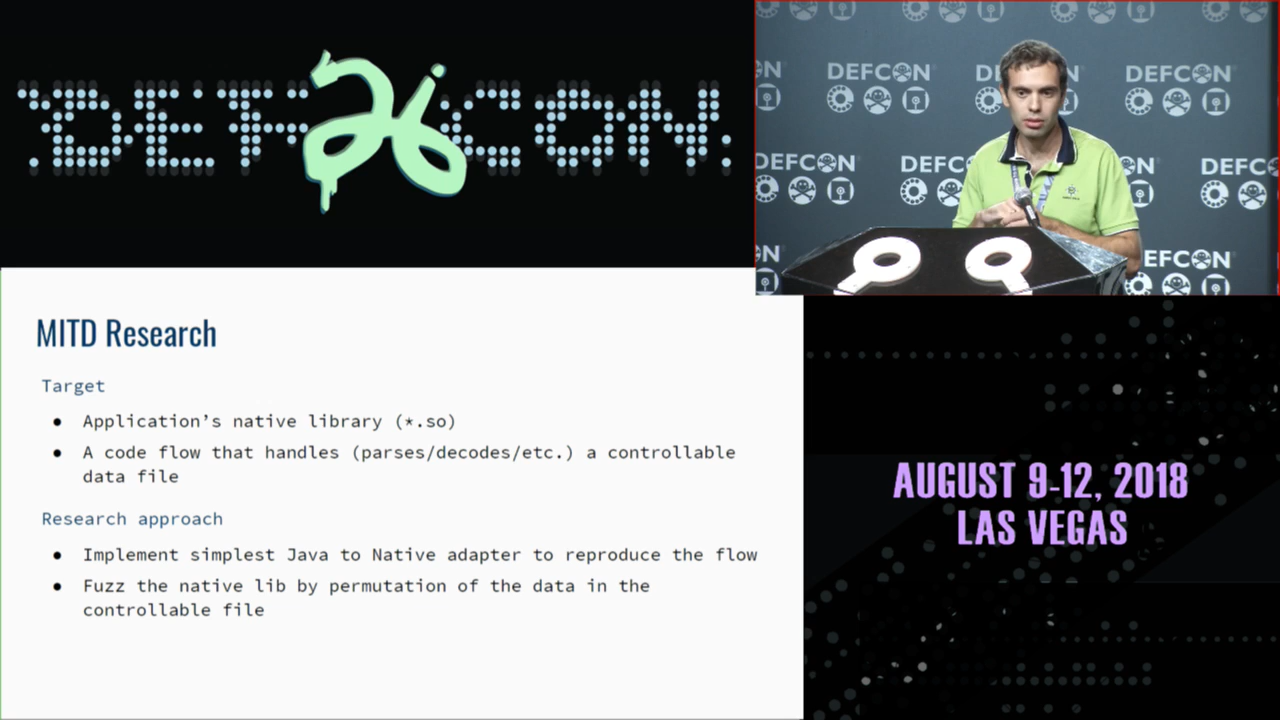 DEF CON
26
DEFCON DEFCON DEFCON
DEFCON DEFCON DEFCON
DEFCON
MITD Research
Target
● Application’s native library (*.so)
● A code flow that handles (parses/decodes/etc.) a controllable
data file
Research approach
● Implement simplest Java to Native adapter to reproduce the flow
● Fuzz the native lib by permutation of the data in the
controllable file
AUGUST 9-12, 2018
LAS VEGAS